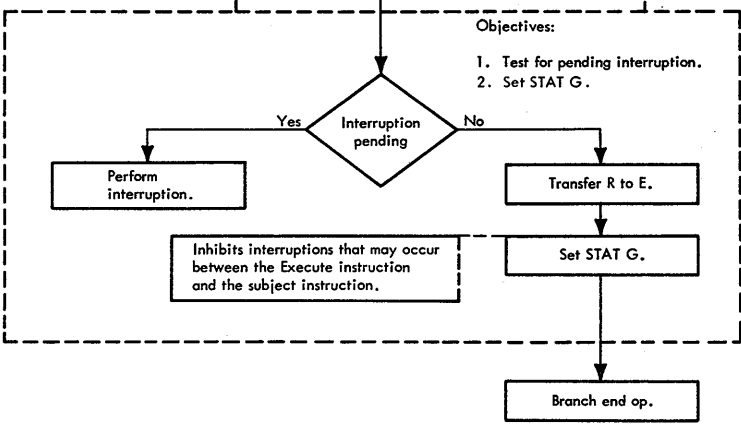 Objectives:
1. Test for pending interruption.
2. Set STAT G.
Yes
Interruption
pending
No
Perform
interruption.
Transfer R to E.
Inhibits interruptions that may occur
between the Execute instruction
and the subject instruction.
Set STAT G.
Branch end op.